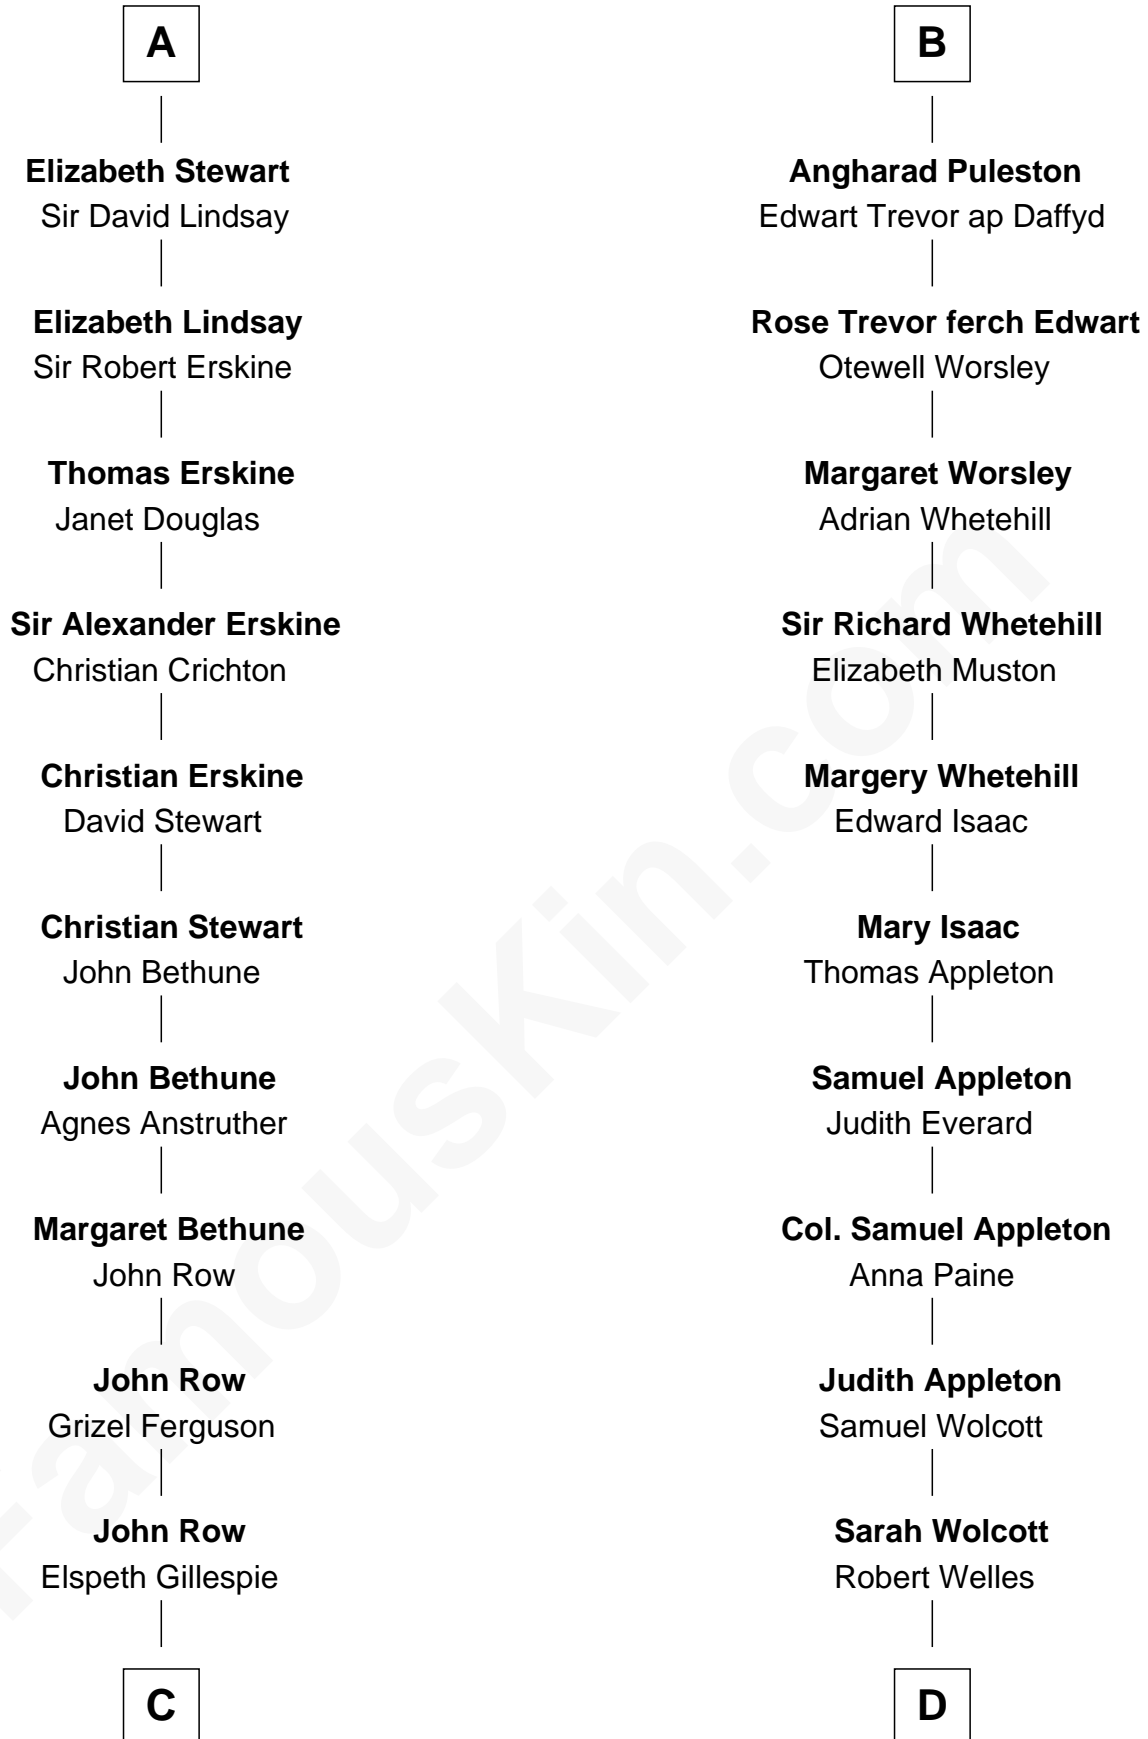 A
Elizabeth Stewart
Sir David Lindsay
Elizabeth Lindsay
Sir Robert Erskine
Thomas Erskine
Janet Douglas
Sir Alexander Erskine
Christian Crichton
Christian Erskine
David Stewart
Christian Stewart
John Bethune
John Bethune
Agnes Anstruther
Margaret Bethune
John Row
John Row
Grizel Ferguson
John Row
Elspeth Gillespie
C
B
Angharad Puleston
Edwart Trevor ap Daffyd
Rose Trevor ferch Edwart
Otewell Worsley
Margaret Worsley
Adrian Whetehill
Sir Richard Whetehill
Elizabeth Muston
Margery Whetehill
Edward Isaac
Mary Isaac
Thomas Appleton
Samuel Appleton
Judith Everard
Col. Samuel Appleton
Anna Paine
Judith Appleton
Samuel Wolcott
Sarah Wolcott
Robert Welles
D
FamousKin.com